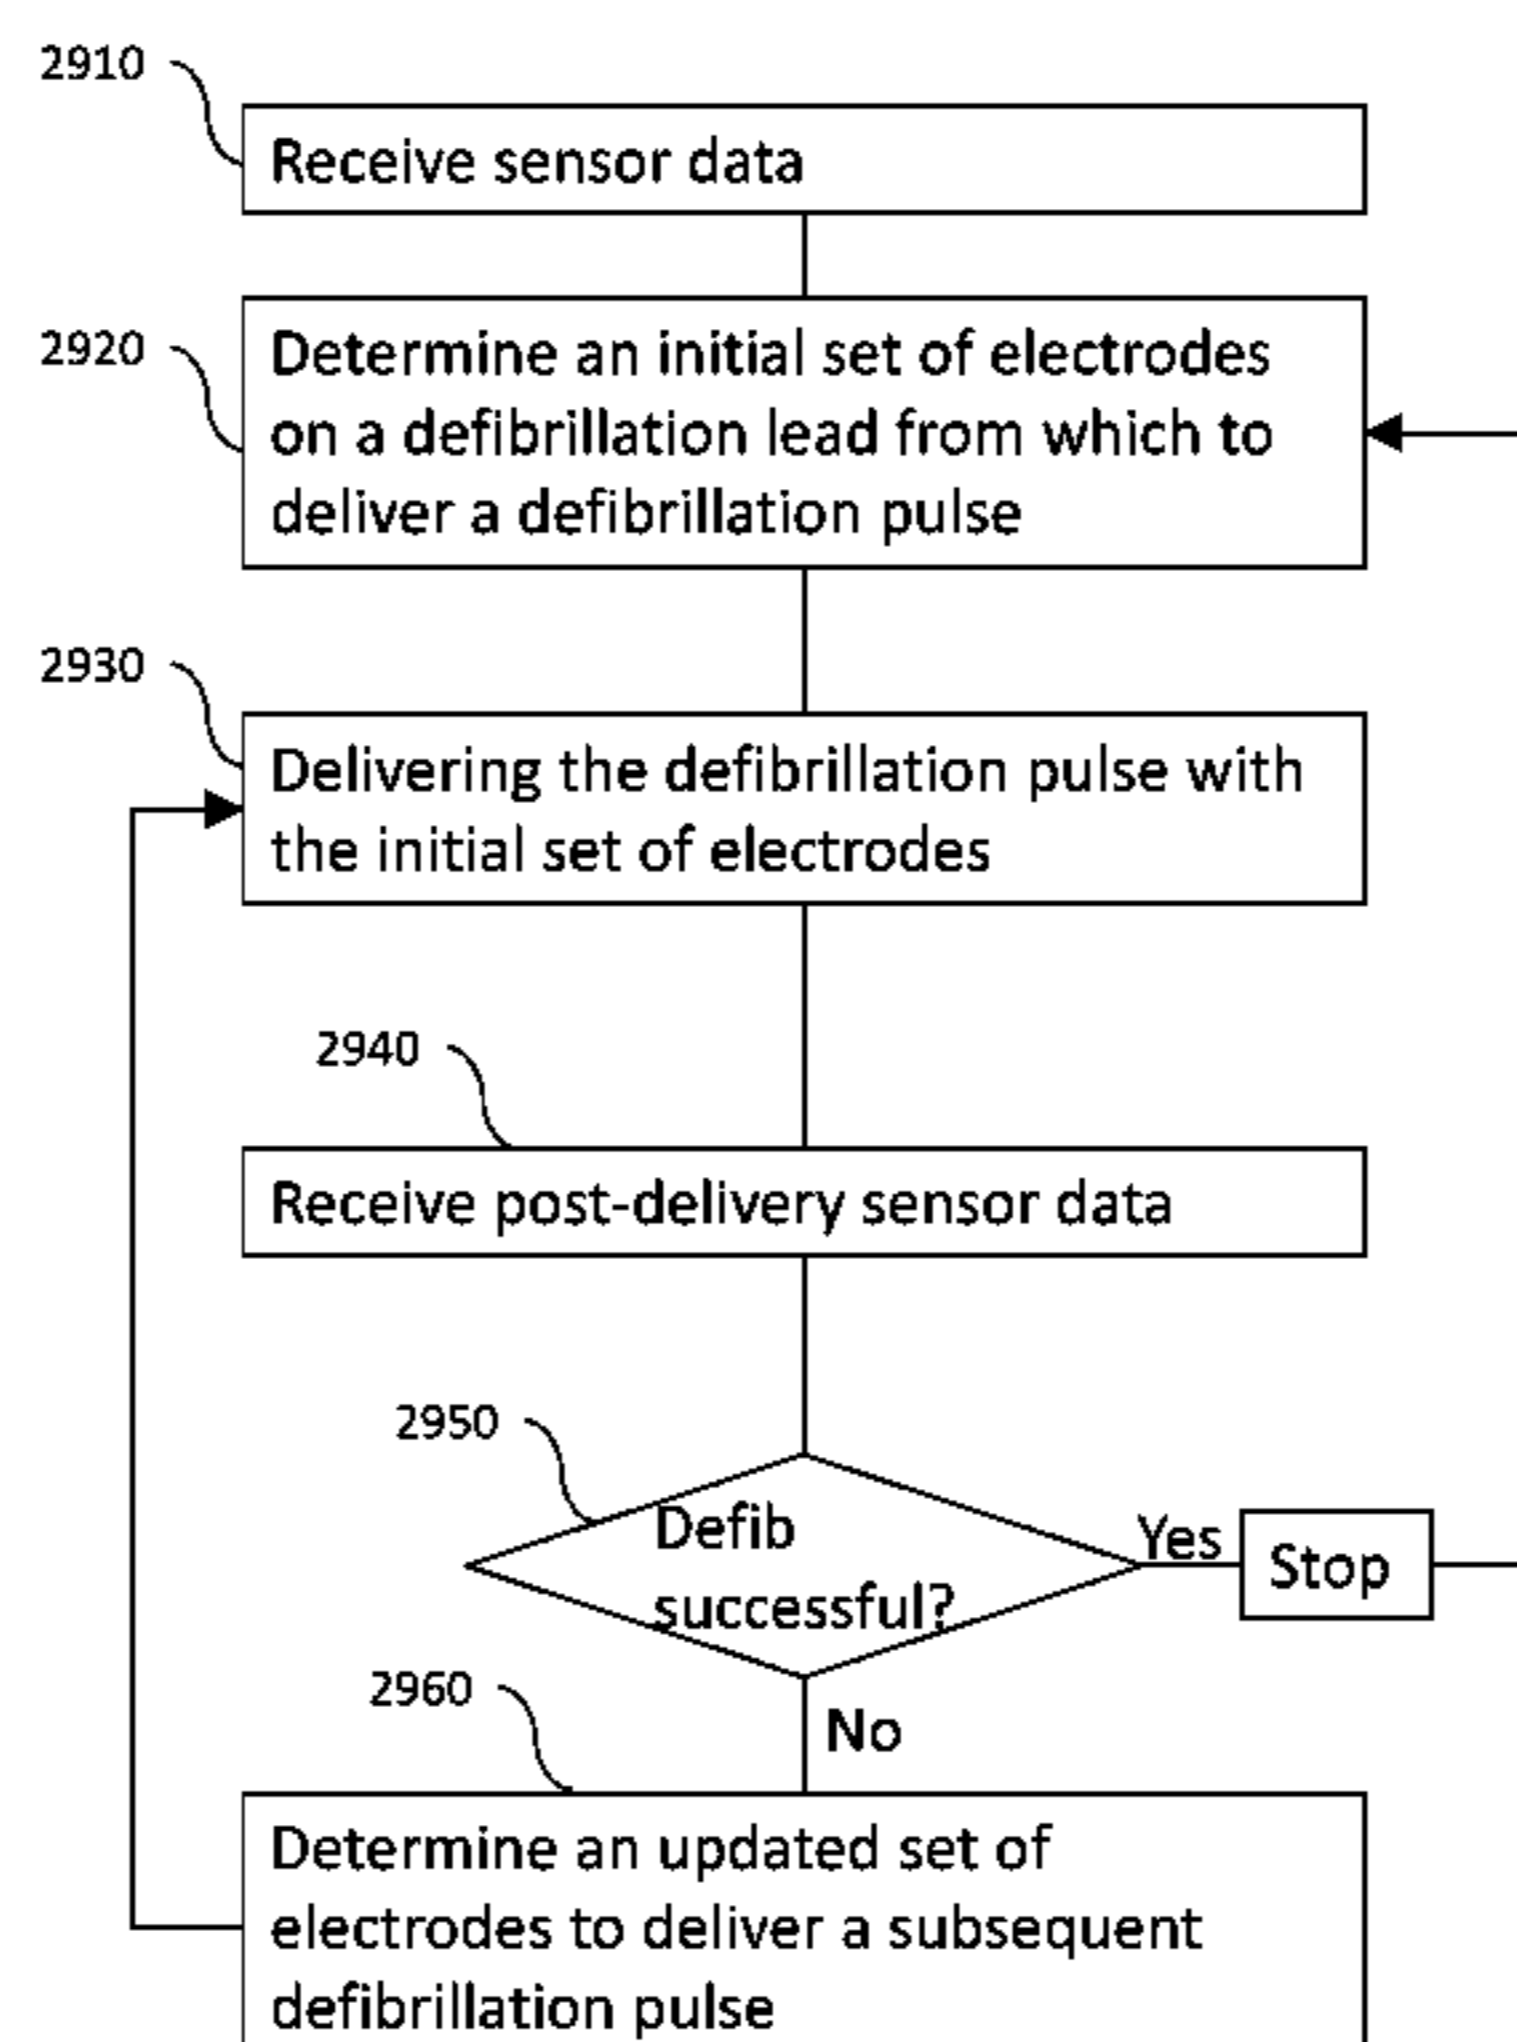 2910
Receive sensor data
2920
Determine an initial set of electrodes
on a defibrillation lead from which to
deliver a defibrillation pulse
2930
Delivering the defibrillation pulse with
the initial set of electrodes
2940
Receive post-delivery sensor data
2950
Defib
successful?
Yes
Stop
2960
No
Determine an updated set of
electrodes to deliver a subsequent
defibrillation pulse